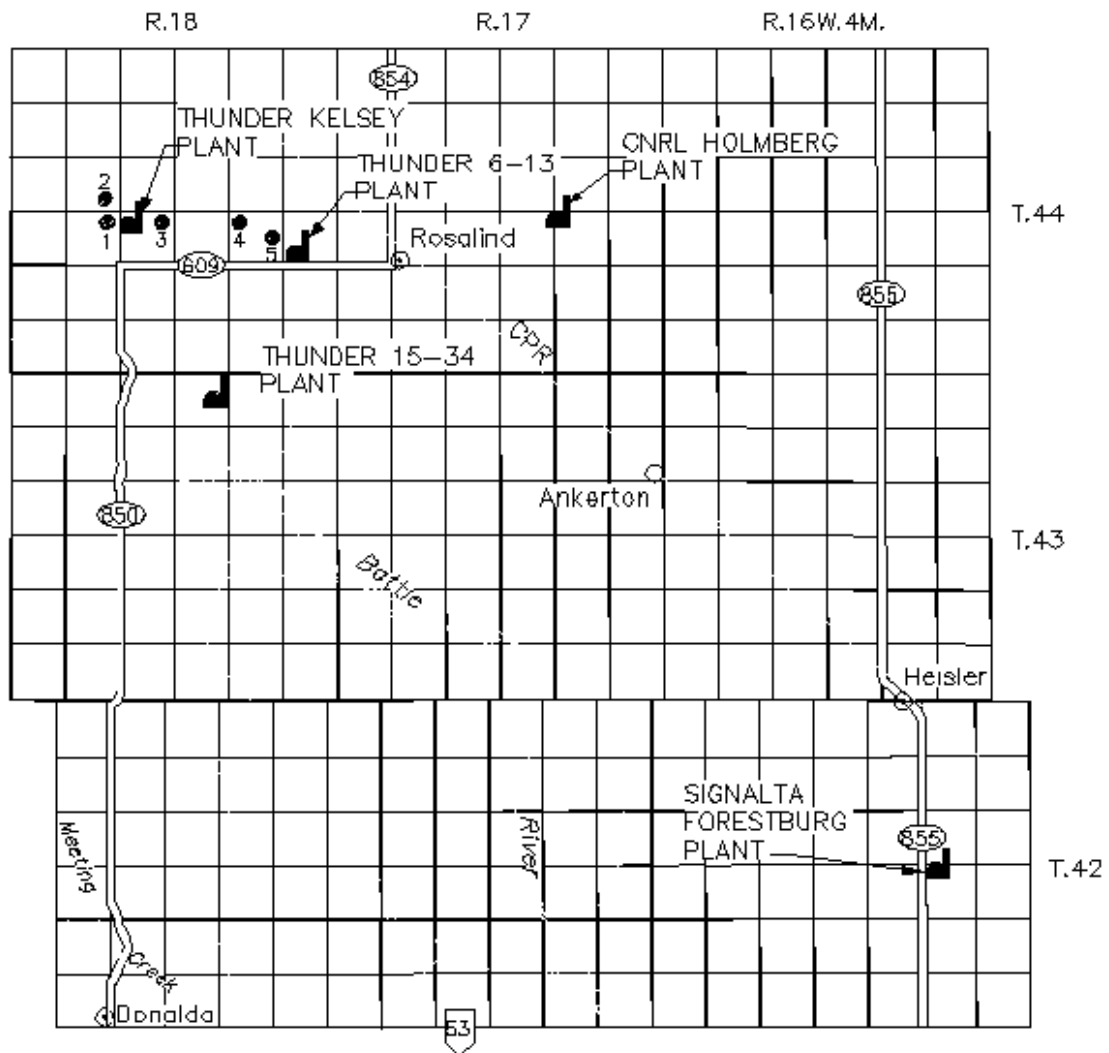 R.18
R.17
R.16W.4M.
854
THUNDER KELSEY
PLANT
THUNDER 6-13
PLANT
CNRL HOLMBERG
PLANT
2
1
3
4
5
T.44
Rosalind
609
855
CPR
THUNDER 15-34
PLANT
Ankerton
850
T.43
Battle
Heisler
SIGNALTA
FORESTBURG
PLANT
855
Meeting
River
T.42
Creek
Donalda
53